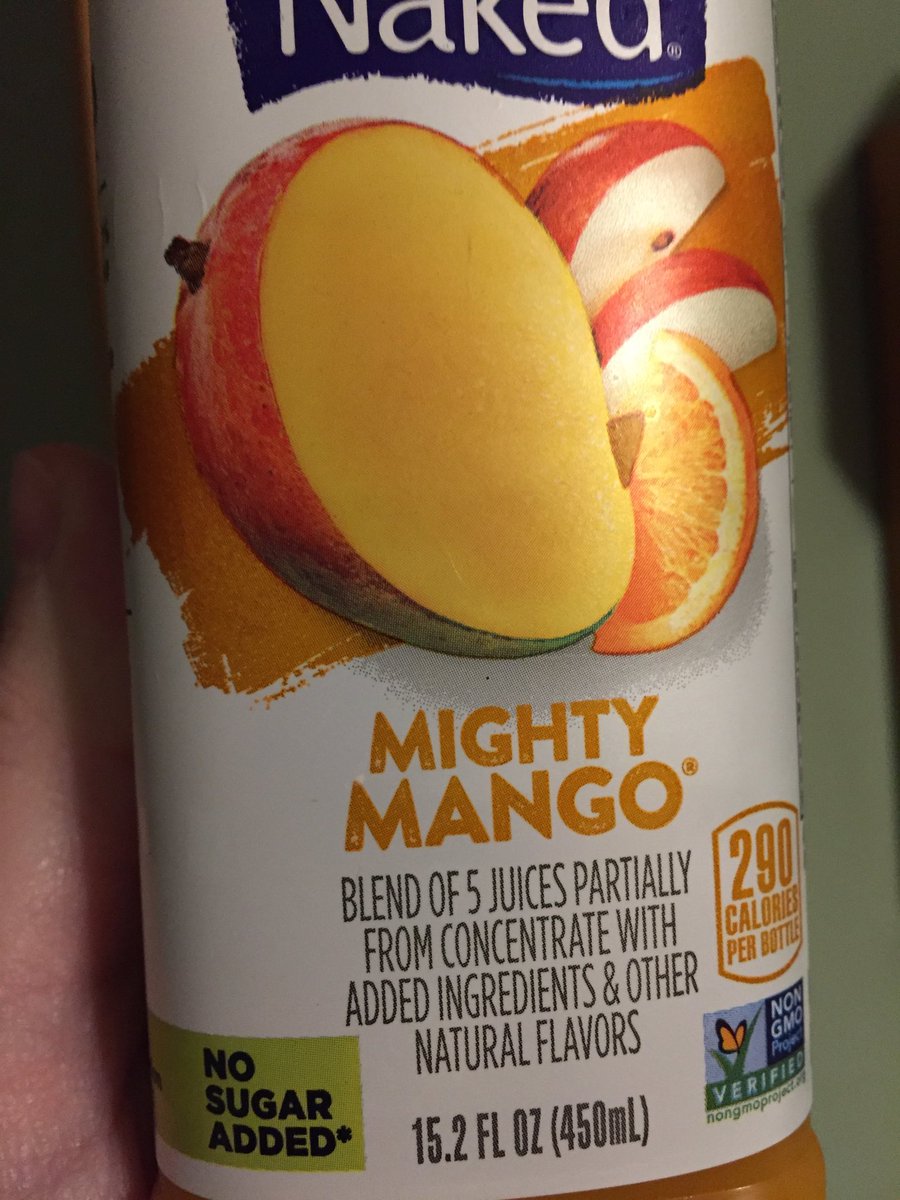 Naked®
MIGHTY
MANGO®
BLEND OF 5 JUICES PARTIALLY
FROM CONCENTRATE WITH
ADDED INGREDIENTS & OTHER
NATURAL FLAVORS
290
CALORIES
PER BOTTLE
NON
GMO
Project
VERIFIED
nongmoproject.org
NO
SUGAR
ADDED*
15.2 FL OZ (450mL)